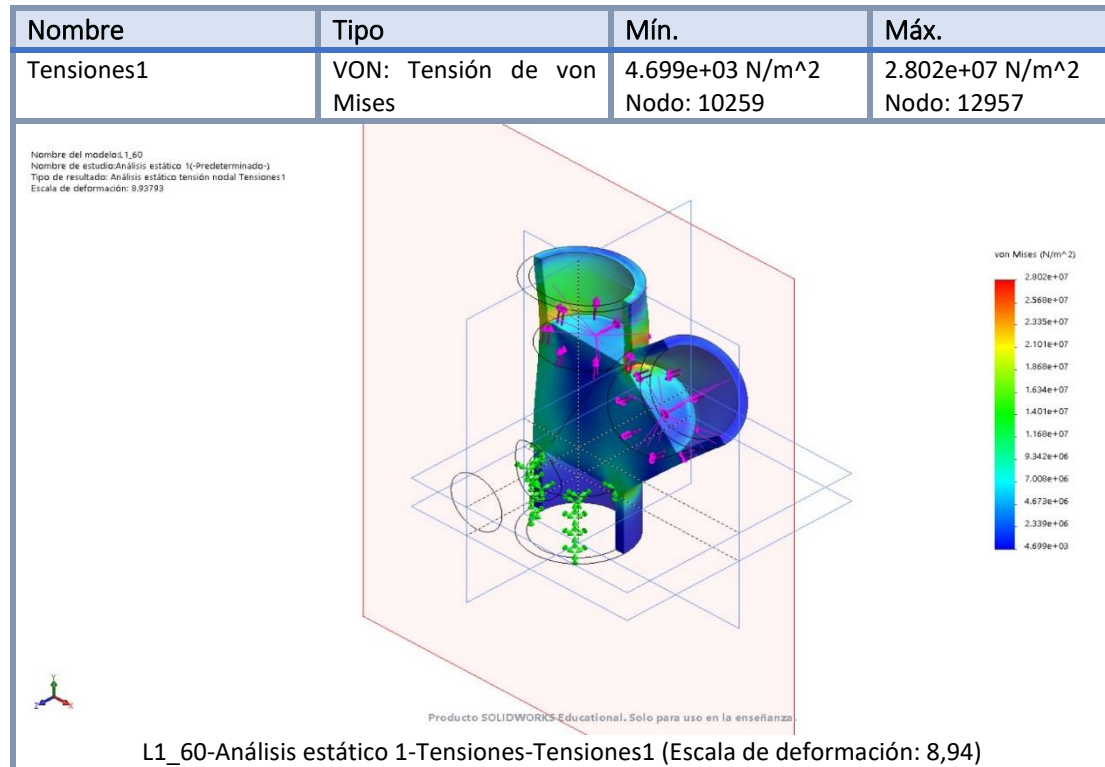 Nombre Tipo Mín. Máx.
Tensiones1 VON: Tensión de von 4.699e+03 N/m^2 2.802e+07 N/m^2
Mises Nodo: 10259 Nodo: 12957
Nombre del modelo:L1_60
Nombre de estudio:Análisis estático 1(-Predeterminado-)
Tipo de resultado: Análisis estático tensión nodal Tensiones1
Escala de deformación: 8.93793
von Mises (N/m^2)
2.802e+07
2.568e+07
2.335e+07
2.101e+07
1.868e+07
1.634e+07
1.401e+07
1.168e+07
9.342e+06
7.008e+06
4.673e+06
2.339e+06
4.699e+03
Y
Z X
Producto SOLIDWORKS Educational. Solo para uso en la enseñanza.
L1_60-Análisis estático 1-Tensiones-Tensiones1 (Escala de deformación: 8,94)